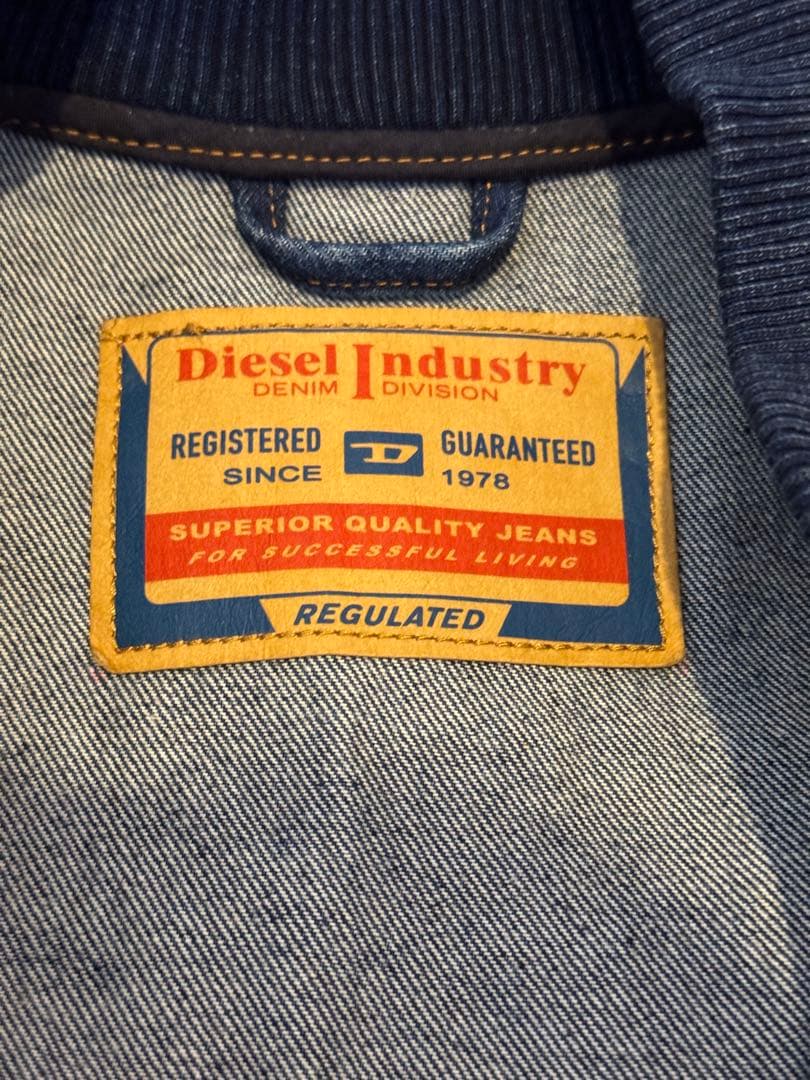 Diesel Industry
DENIM DIVISION
REGISTERED D GUARANTEED
SINCE 1978
SUPERIOR QUALITY JEANS
FOR SUCCESSFUL LIVING
REGULATED